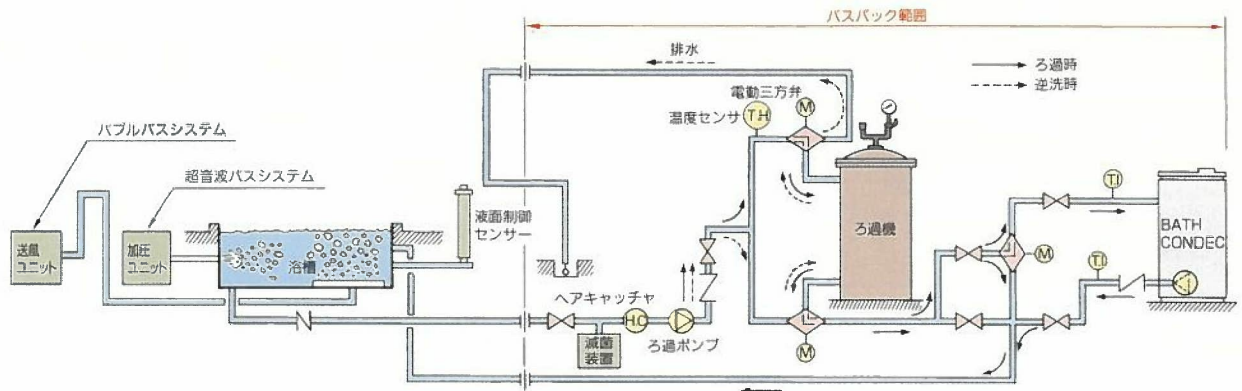 バスパック範囲
排水
ろ過時
逆洗時
電動三方弁
温度センサ
T.H
M
バブルバスシステム
超音波バスシステム
液面制御
センサー
送風
ユニット
加圧
ユニット
浴槽
ろ過機
T.I
BATH
CONDEC
M
T.I
ヘアキャッチャ
H.C
ろ過ポンプ
滅菌
装置
M